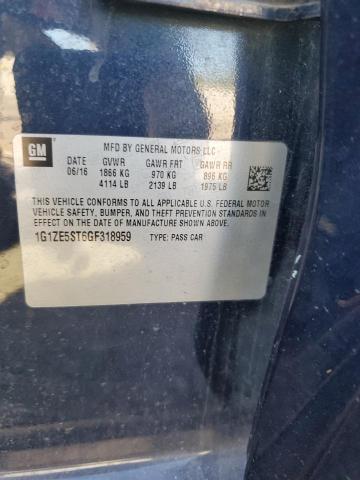 GM
MFD BY GENERAL MOTORS LLC
DATE GVWR GAWR FRT GAWR RR
06/16 1866 KG 970 KG 896 KG
4114 LB 2139 LB 1975 LB
THIS VEHICLE CONFORMS TO ALL APPLICABLE U.S. FEDERAL MOTOR
VEHICLE SAFETY, BUMPER, AND THEFT PREVENTION STANDARDS IN
EFFECT ON THE DATE OF MANUFACTURE SHOWN ABOVE.
1G1ZE5ST6GF318959 TYPE: PASS CAR